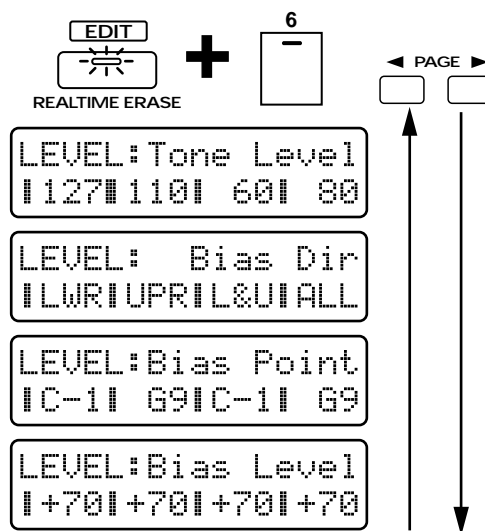 EDIT
6
◄ PAGE ►
REALTIME ERASE
LEVEL:Tone Level
127 110 60 80
LEVEL: Bias Dir
LWR UPR L&U ALL
LEVEL:Bias Point
C-1 G9 C-1 G9
LEVEL:Bias Level
+70 +70 +70 +70